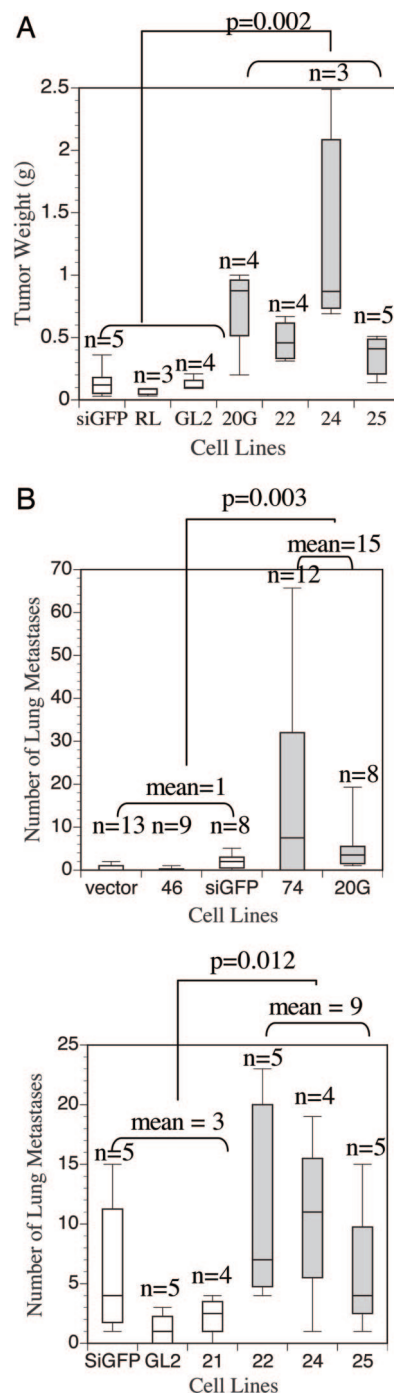 A
p=0.002
n=3
2.5
2
1.5
1
0.5
0
Tumor Weight (g)
n=5
n=3
n=4
n=4
n=4
n=5
siGFP RL GL2 20G 22 24 25
Cell Lines
B
p=0.003
mean=15
n=12
70
60
50
40
30
20
10
0
Number of Lung Metastases
mean=1
n=13 n=9 n=8
n=8
vector 46 siGFP 74 20G
Cell Lines
p=0.012
mean = 9
25
20
15
10
5
0
Number of Lung Metastases
n=5
n=4
mean = 3
n=5
n=5
n=5
n=4
SiGFP GL2 21 22 24 25
Cell Lines